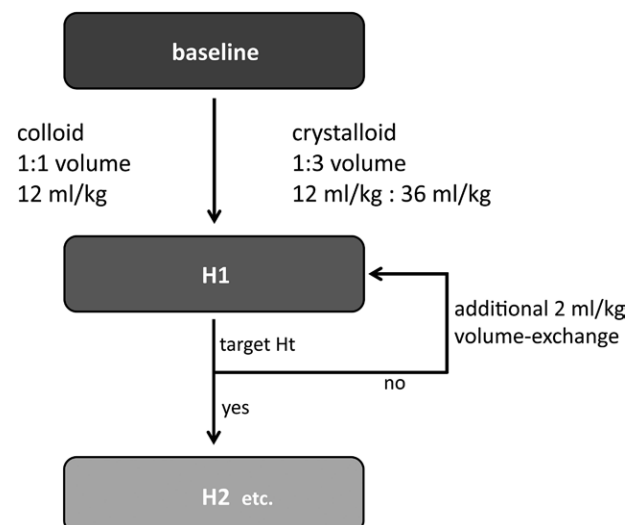 baseline
colloid
1:1 volume
12 ml/kg
crystalloid
1:3 volume
12 ml/kg : 36 ml/kg
H1
additional 2 ml/kg
volume-exchange
target Ht
no
yes
H2 etc.